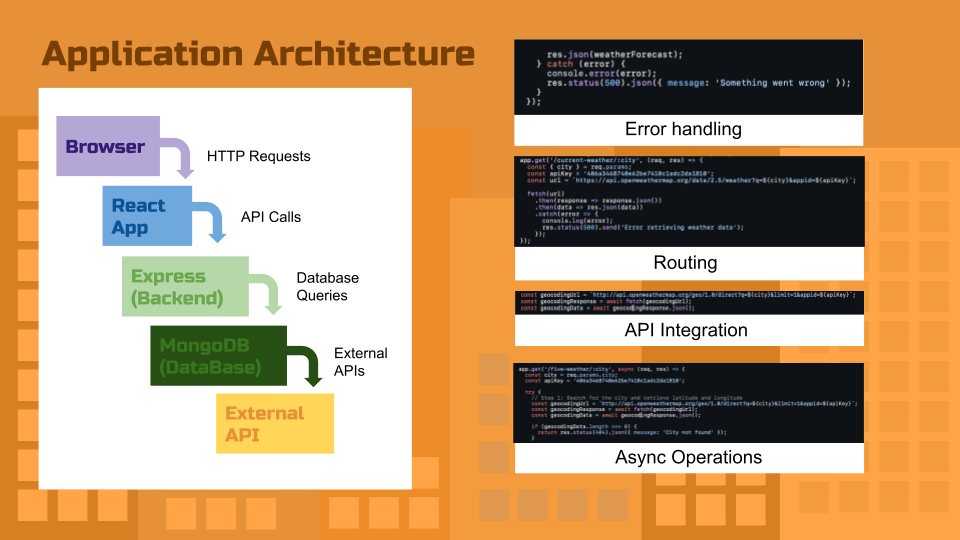 Application Architecture
Browser
HTTP Requests
React
App
API Calls
Express
(Backend)
Database
Queries
MongoDB
(DataBase)
External
APIs
External
API
res.json(weatherForecast);
} catch (error) {
console.error(error);
res.status(500).json({ message: 'Something went wrong' });
}
});
Error handling
app.get('/current-weather/:city', (req, res) => {
const { city } = req.params;
const apiKey =
const url = `https://api.openweathermap.org/data/2.5/weather?q=${city}&appid=${apiKey}`;
fetch(url)
.then(response => response.json())
.then(data => res.json(data))
.catch(error => {
console.log(error);
res.status(500).send('Error retrieving weather data');
});
});
Routing
const geocodingUrl = `http://api.openweathermap.org/geo/1.0/direct?q=${city}&limit=1&appid=${apiKey}`;
const geocodingResponse = await fetch(geocodingUrl);
const geocodingData = await geocodingResponse.json();
API Integration
app.get('/five-weather/:city', async (req, res) => {
const city = req.params.city;
const apiKey =
try {
// Step 1: Search for the city and retrieve latitude and longitude
const geocodingUrl = `http://api.openweathermap.org/geo/1.0/direct?q=${city}&limit=1&appid=${apiKey}`;
const geocodingResponse = await fetch(geocodingUrl);
const geocodingData = await geocodingResponse.json();
if (geocodingData.length === 0) {
return res.status(404).json({ message: 'City not found' });
}
Async Operations